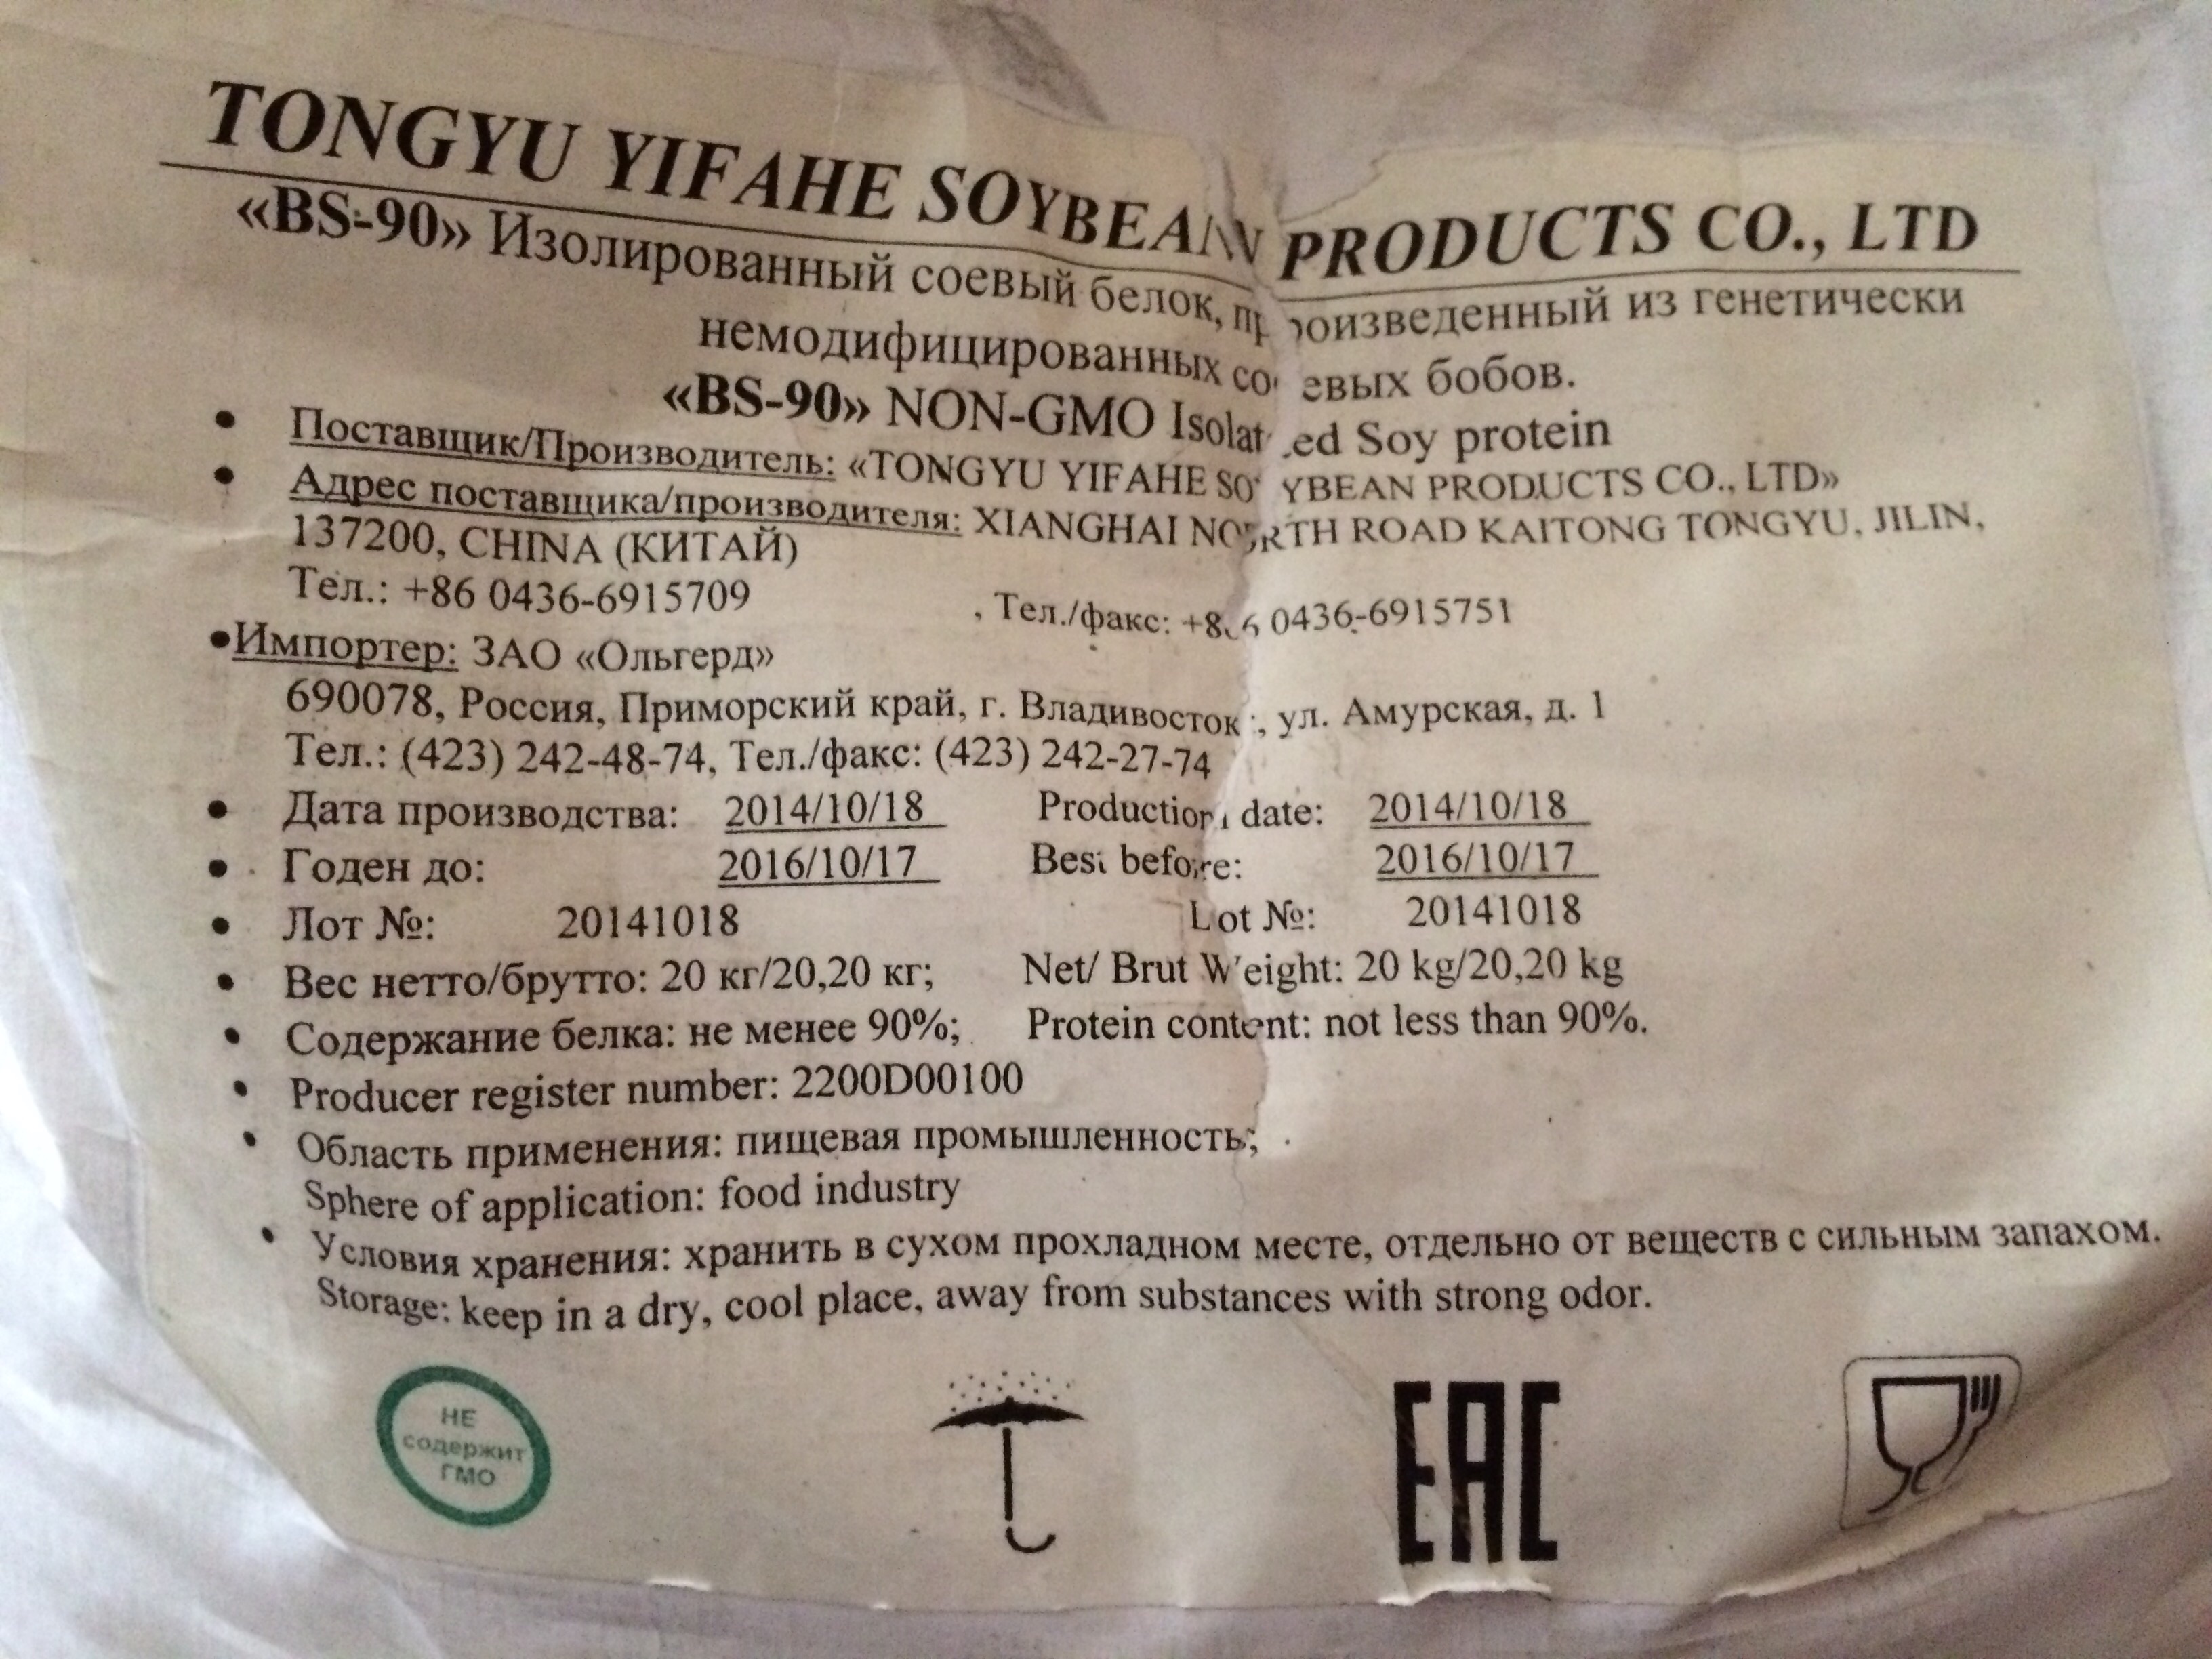 TONGYU YIFAHE SOYBEAN PRODUCTS CO., LTD
«BS-90» Изолированный соевый белок, произведенный из генетически
немодифицированных соевых бобов.
«BS-90» NON-GMO Isolated Soy protein
• Поставщик/Производитель: «TONGYU YIFAHE SOYBEAN PRODUCTS CO., LTD»
• Адрес поставщика/производителя: XIANGHAI NORTH ROAD KAITONG TONGYU, JILIN,
137200, CHINA (КИТАЙ)
Тел.: +86 0436-6915709 , Тел./факс: +86 0436-6915751
•Импортер: ЗАО «Ольгерд»
690078, Россия, Приморский край, г. Владивосток, ул. Амурская, д. 1
Тел.: (423) 242-48-74, Тел./факс: (423) 242-27-74
• Дата производства: 2014/10/18 Production date: 2014/10/18
• Годен до: 2016/10/17 Best before: 2016/10/17
• Лот №: 20141018 Lot №: 20141018
• Вес нетто/брутто: 20 кг/20,20 кг; Net/ Brut Weight: 20 kg/20,20 kg
• Содержание белка: не менее 90%; Protein content: not less than 90%.
• Producer register number: 2200D00100
• Область применения: пищевая промышленность;
Sphere of application: food industry
• Условия хранения: хранить в сухом прохладном месте, отдельно от веществ с сильным запахом.
Storage: keep in a dry, cool place, away from substances with strong odor.
НЕ
содержит
ГМО
EAC